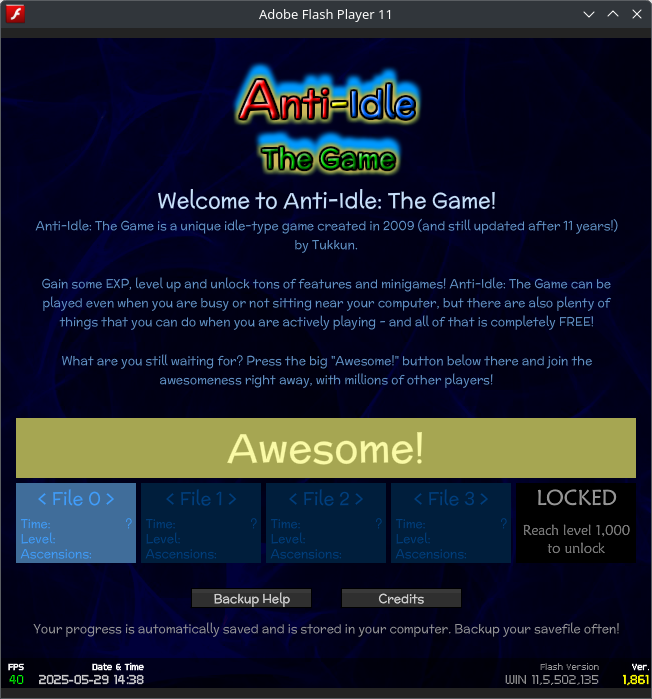 Adobe Flash Player 11
Anti-Idle
The Game
Welcome to Anti-Idle: The Game!
Anti-Idle: The Game is a unique idle-type game created in 2009 (and still updated after 11 years!)
by Tukkun.
Gain some EXP, level up and unlock tons of features and minigames! Anti-Idle: The Game can be
played even when you are busy or not sitting near your computer, but there are also plenty of
things that you can do when you are actively playing - and all of that is completely FREE!
What are you still waiting for? Press the big "Awesome!" button below there and join the
awesomeness right away, with millions of other players!
Awesome!
< File 0 > < File 1 > < File 2 > < File 3 > LOCKED
Time: ? Time: ? Time: ? Time: ? Reach level 1,000
Level: Level: Level: Level: to unlock
Ascensions: Ascensions: Ascensions: Ascensions:
Backup Help Credits
Your progress is automatically saved and is stored in your computer. Backup your savefile often!
FPS Date & Time Flash Version Ver.
40 2025-05-29 14:38 WIN 11,5,502,135 1,861